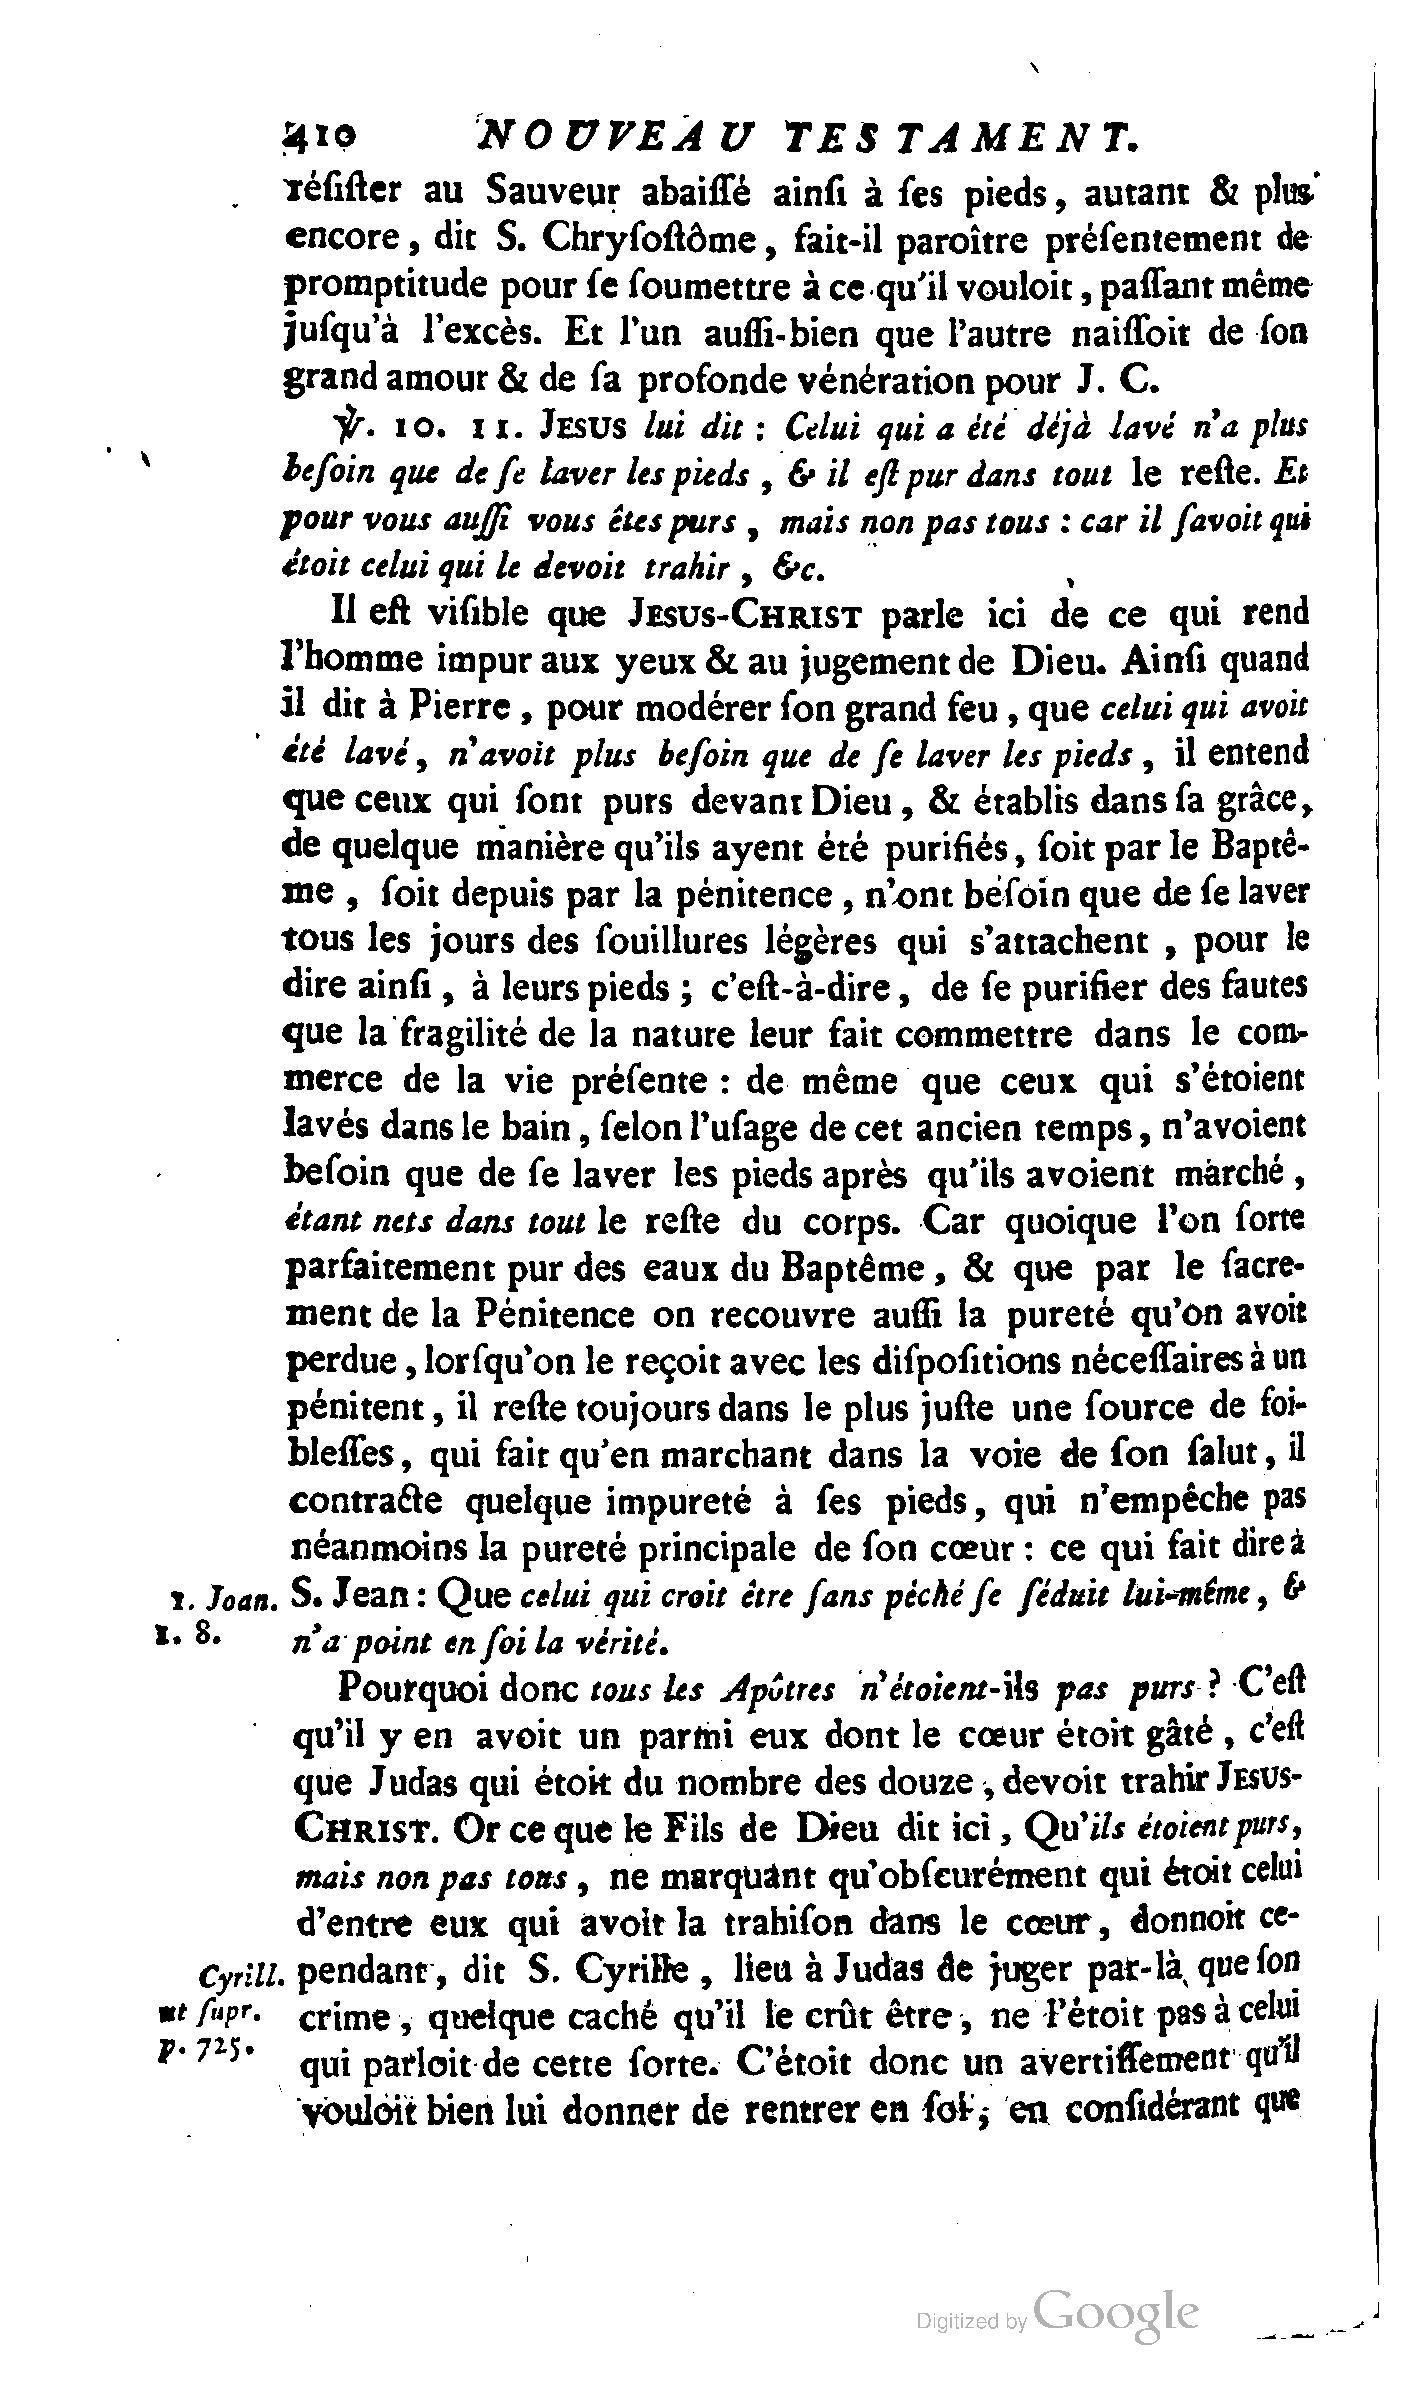 410 NOUVEAU TESTAMENT.
réſiſter au Sauveur abaiſſé ainſi à ſes pieds, autant & plus
encore, dit S. Chryſoſtôme, fait-il paroître préſentement de
promptitude pour ſe ſoumettre à ce qu'il vouloit, paſſant même
juſqu'à l'excès. Et l'un auſſi-bien que l'autre naiſſoit de ſon
grand amour & de ſa profonde vénération pour J. C.
℣. 10. 11. JESUS lui dit : Celui qui a été déjà lavé n'a plus
beſoin que de ſe laver les pieds, & il eſt pur dans tout le reſte. Et
pour vous auſſi vous êtes purs, mais non pas tous : car il ſavoit qui
étoit celui qui le devoit trahir, &c.
Il eſt viſible que JESUS-CHRIST parle ici de ce qui rend
l'homme impur aux yeux & au jugement de Dieu. Ainſi quand
il dit à Pierre, pour modérer ſon grand feu, que celui qui avoit
été lavé, n'avoit plus beſoin que de ſe laver les pieds, il entend
que ceux qui ſont purs devant Dieu, & établis dans ſa grâce,
de quelque manière qu'ils ayent été purifiés, ſoit par le Baptê-
me, ſoit depuis par la pénitence, n'ont béſoin que de ſe laver
tous les jours des ſouillures légères qui s'attachent, pour le
dire ainſi, à leurs pieds ; c'eſt-à-dire, de ſe purifier des fautes
que la fragilité de la nature leur fait commettre dans le com-
merce de la vie préſente : de même que ceux qui s'étoient
lavés dans le bain, ſelon l'uſage de cet ancien temps, n'avoient
beſoin que de ſe laver les pieds après qu'ils avoient marché,
étant nets dans tout le reſte du corps. Car quoique l'on ſorte
parfaitement pur des eaux du Baptême, & que par le ſacre-
ment de la Pénitence on recouvre auſſi la pureté qu'on avoit
perdue, lorſqu'on le reçoit avec les diſpoſitions néceſſaires à un
pénitent, il reſte toujours dans le plus juſte une ſource de foi-
bleſſes, qui fait qu'en marchant dans la voie de ſon ſalut, il
contracte quelque impureté à ſes pieds, qui n'empêche pas
néanmoins la pureté principale de ſon cœur : ce qui fait dire à
1. Joan. S. Jean : Que celui qui croit être ſans péché ſe ſéduit lui-même, &
1. 8. n'a point en ſoi la vérité.
Pourquoi donc tous les Apôtres n'étoient-ils pas purs ? C'eſt
qu'il y en avoit un parmi eux dont le cœur étoit gâté, c'eſt
que Judas qui étoit du nombre des douze, devoit trahir JESUS-
CHRIST. Or ce que le Fils de Dieu dit ici, Qu'ils étoient purs,
mais non pas tous, ne marquant qu'obſcurément qui étoit celui
d'entre eux qui avoit la trahiſon dans le cœur, donnoit ce-
Cyrill. pendant, dit S. Cyrille, lieu à Judas de juger par-là, que ſon
ut ſupr. crime, quelque caché qu'il le crût être, ne l'étoit pas à celui
p. 725. qui parloit de cette ſorte. C'étoit donc un avertiſſement qu'il
vouloit bien lui donner de rentrer en ſoi, en conſidérant que
Digitized by Google